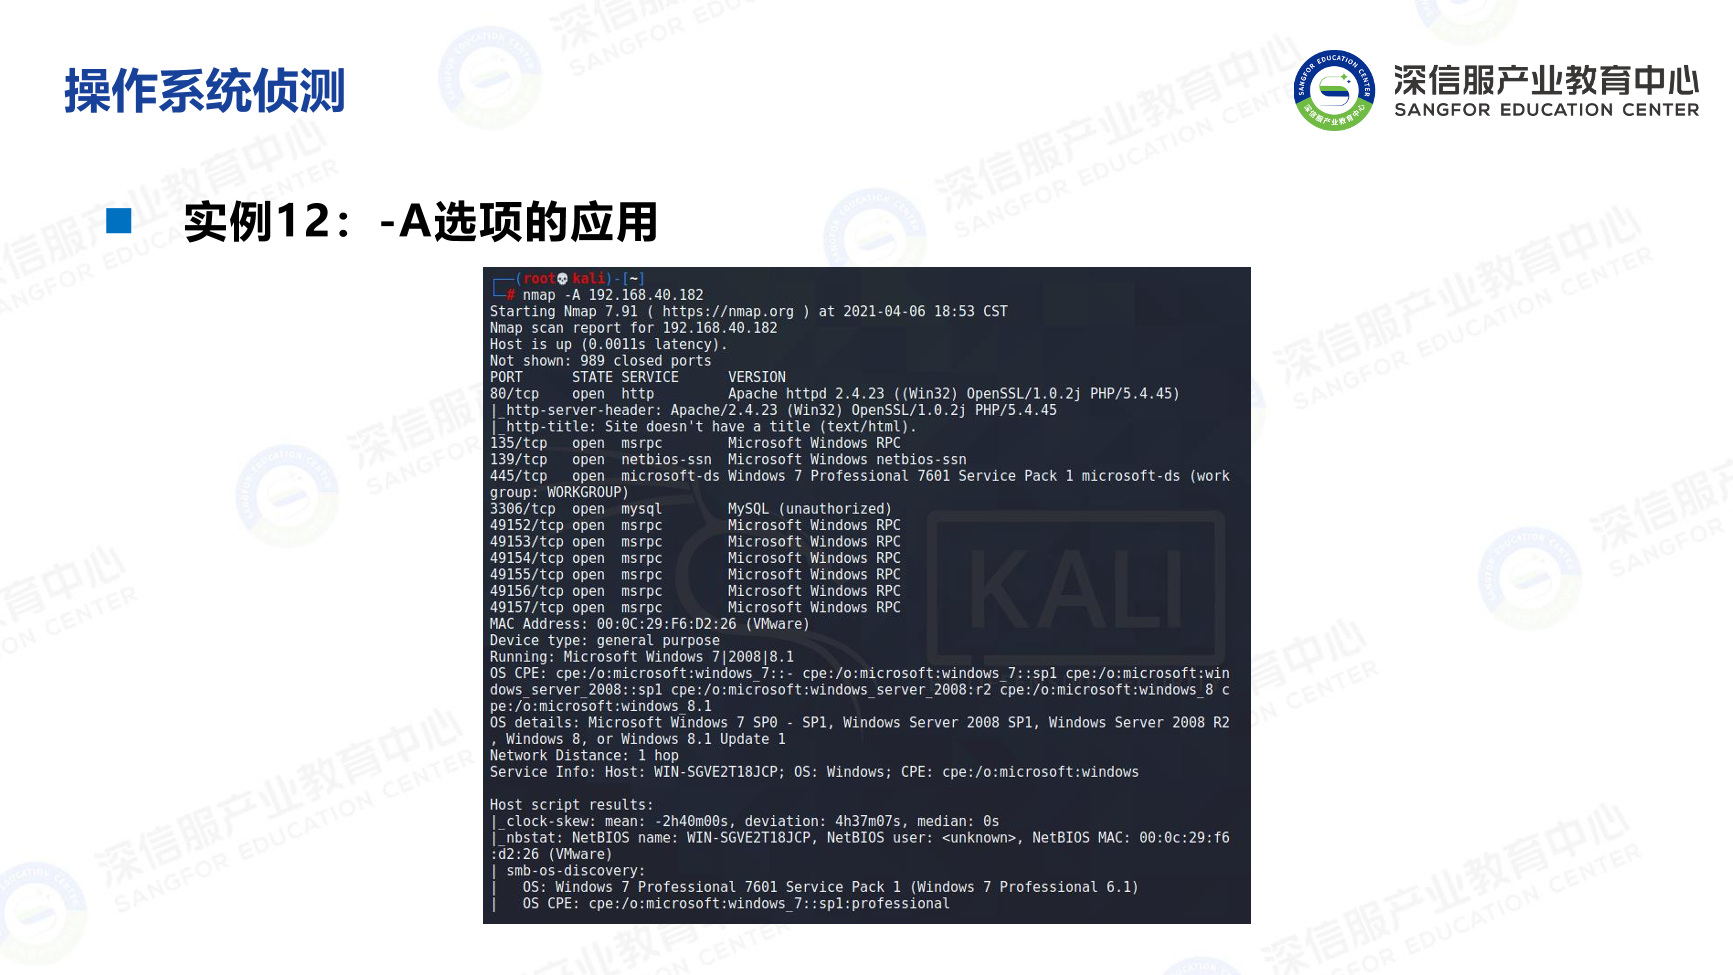 操作系统侦测
深信服产业教育中心
SANGFOR EDUCATION CENTER
实例12：-A选项的应用
(root💀kali)-[~]
# nmap -A 192.168.40.182
Starting Nmap 7.91 ( https://nmap.org ) at 2021-04-06 18:53 CST
Nmap scan report for 192.168.40.182
Host is up (0.0011s latency).
Not shown: 989 closed ports
PORT      STATE SERVICE      VERSION
80/tcp    open  http         Apache httpd 2.4.23 ((Win32) OpenSSL/1.0.2j PHP/5.4.45)
|_http-server-header: Apache/2.4.23 (Win32) OpenSSL/1.0.2j PHP/5.4.45
|_http-title: Site doesn't have a title (text/html).
135/tcp   open  msrpc        Microsoft Windows RPC
139/tcp   open  netbios-ssn  Microsoft Windows netbios-ssn
445/tcp   open  microsoft-ds Windows 7 Professional 7601 Service Pack 1 microsoft-ds (work
group: WORKGROUP)
3306/tcp  open  mysql        MySQL (unauthorized)
49152/tcp open  msrpc        Microsoft Windows RPC
49153/tcp open  msrpc        Microsoft Windows RPC
49154/tcp open  msrpc        Microsoft Windows RPC
49155/tcp open  msrpc        Microsoft Windows RPC
49156/tcp open  msrpc        Microsoft Windows RPC
49157/tcp open  msrpc        Microsoft Windows RPC
MAC Address: 00:0C:29:F6:D2:26 (VMware)
Device type: general purpose
Running: Microsoft Windows 7|2008|8.1
OS CPE: cpe:/o:microsoft:windows_7::- cpe:/o:microsoft:windows_7::sp1 cpe:/o:microsoft:win
dows_server_2008::sp1 cpe:/o:microsoft:windows_server_2008:r2 cpe:/o:microsoft:windows_8 c
pe:/o:microsoft:windows_8.1
OS details: Microsoft Windows 7 SP0 - SP1, Windows Server 2008 SP1, Windows Server 2008 R2
, Windows 8, or Windows 8.1 Update 1
Network Distance: 1 hop
Service Info: Host: WIN-SGVE2T18JCP; OS: Windows; CPE: cpe:/o:microsoft:windows
Host script results:
|_clock-skew: mean: -2h40m00s, deviation: 4h37m07s, median: 0s
|_nbstat: NetBIOS name: WIN-SGVE2T18JCP, NetBIOS user: <unknown>, NetBIOS MAC: 00:0c:29:f6
:d2:26 (VMware)
| smb-os-discovery:
|   OS: Windows 7 Professional 7601 Service Pack 1 (Windows 7 Professional 6.1)
|   OS CPE: cpe:/o:microsoft:windows_7::sp1:professional
KALI